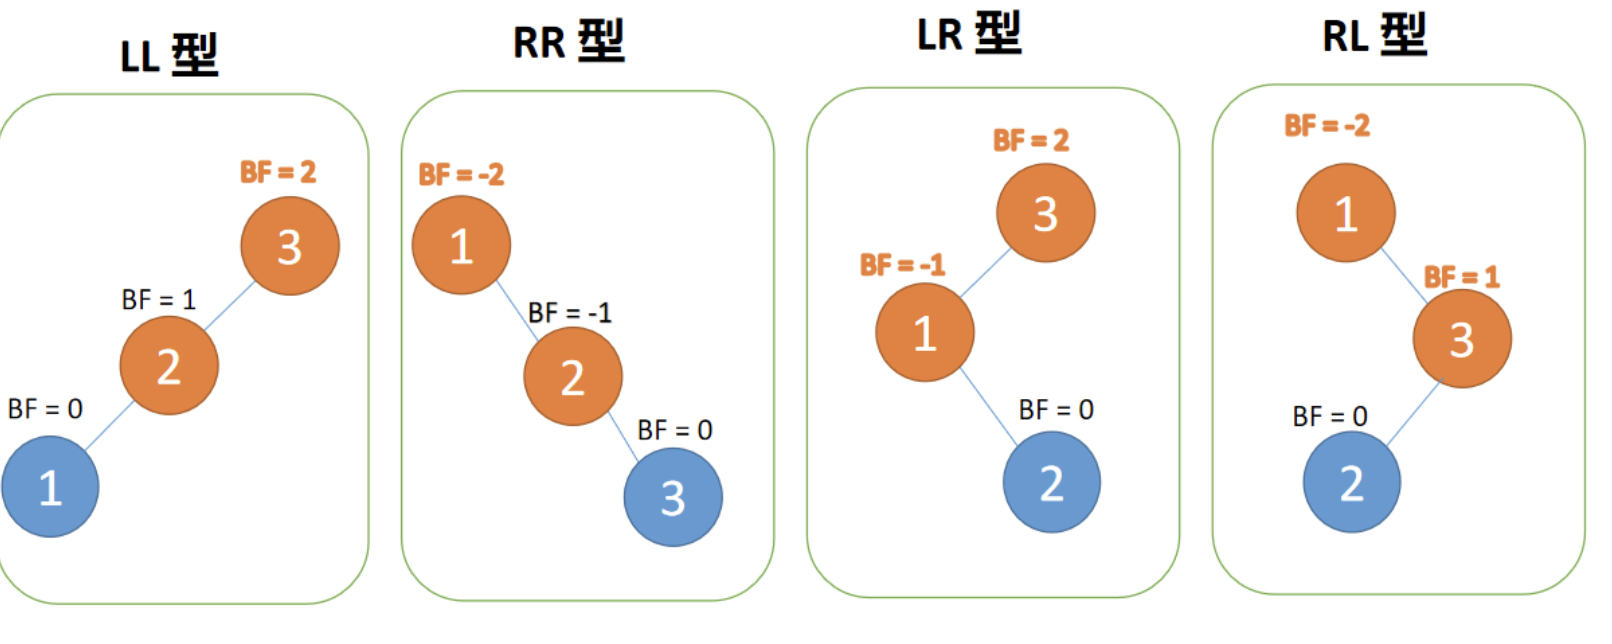 LL 型
BF = 2
3
BF = 1
2
BF = 0
1
RR 型
BF = -2
1
BF = -1
2
BF = 0
3
LR 型
BF = 2
3
BF = -1
1
BF = 0
2
RL 型
BF = -2
1
BF = 1
3
BF = 0
2